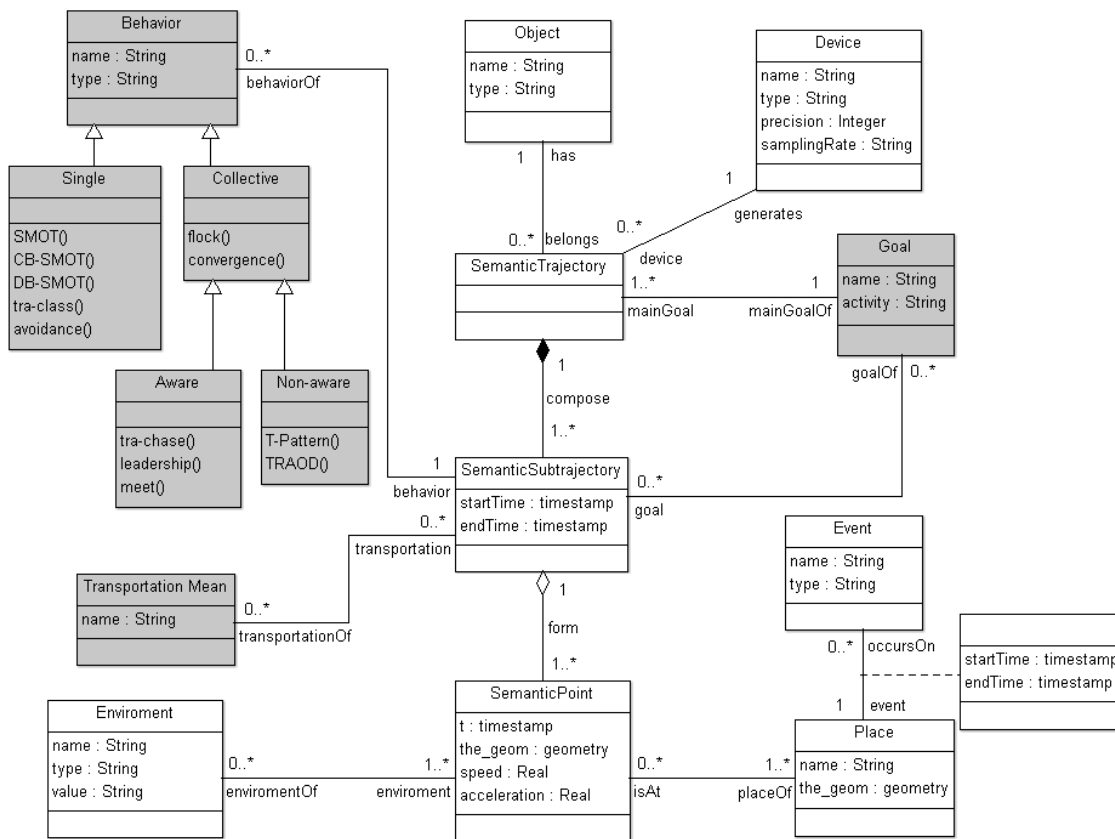 Behavior
name : String
type : String
0..*
behaviorOf
Object
name : String
type : String
1
has
0..*
belongs
Device
name : String
type : String
precision : Integer
samplingRate : String
1
generates
0..*
device
Single
SMOT()
CB-SMOT()
DB-SMOT()
tra-class()
avoidance()
Collective
flock()
convergence()
Aware
tra-chase()
leadership()
meet()
Non-aware
T-Pattern()
TRAOD()
SemanticTrajectory
1..*
mainGoal
1
mainGoalOf
Goal
name : String
activity : String
goalOf
0..*
1
compose
1..*
SemanticSubtrajectory
startTime : timestamp
endTime : timestamp
1
behavior
0..*
transportation
0..*
goal
Transportation Mean
name : String
0..*
transportationOf
1
form
1..*
Event
name : String
type : String
0..*
occursOn
startTime : timestamp
endTime : timestamp
1
event
Enviroment
name : String
type : String
value : String
0..*
enviromentOf
1..*
enviroment
SemanticPoint
t : timestamp
the_geom : geometry
speed : Real
acceleration : Real
0..*
isAt
1..*
placeOf
Place
name : String
the_geom : geometry